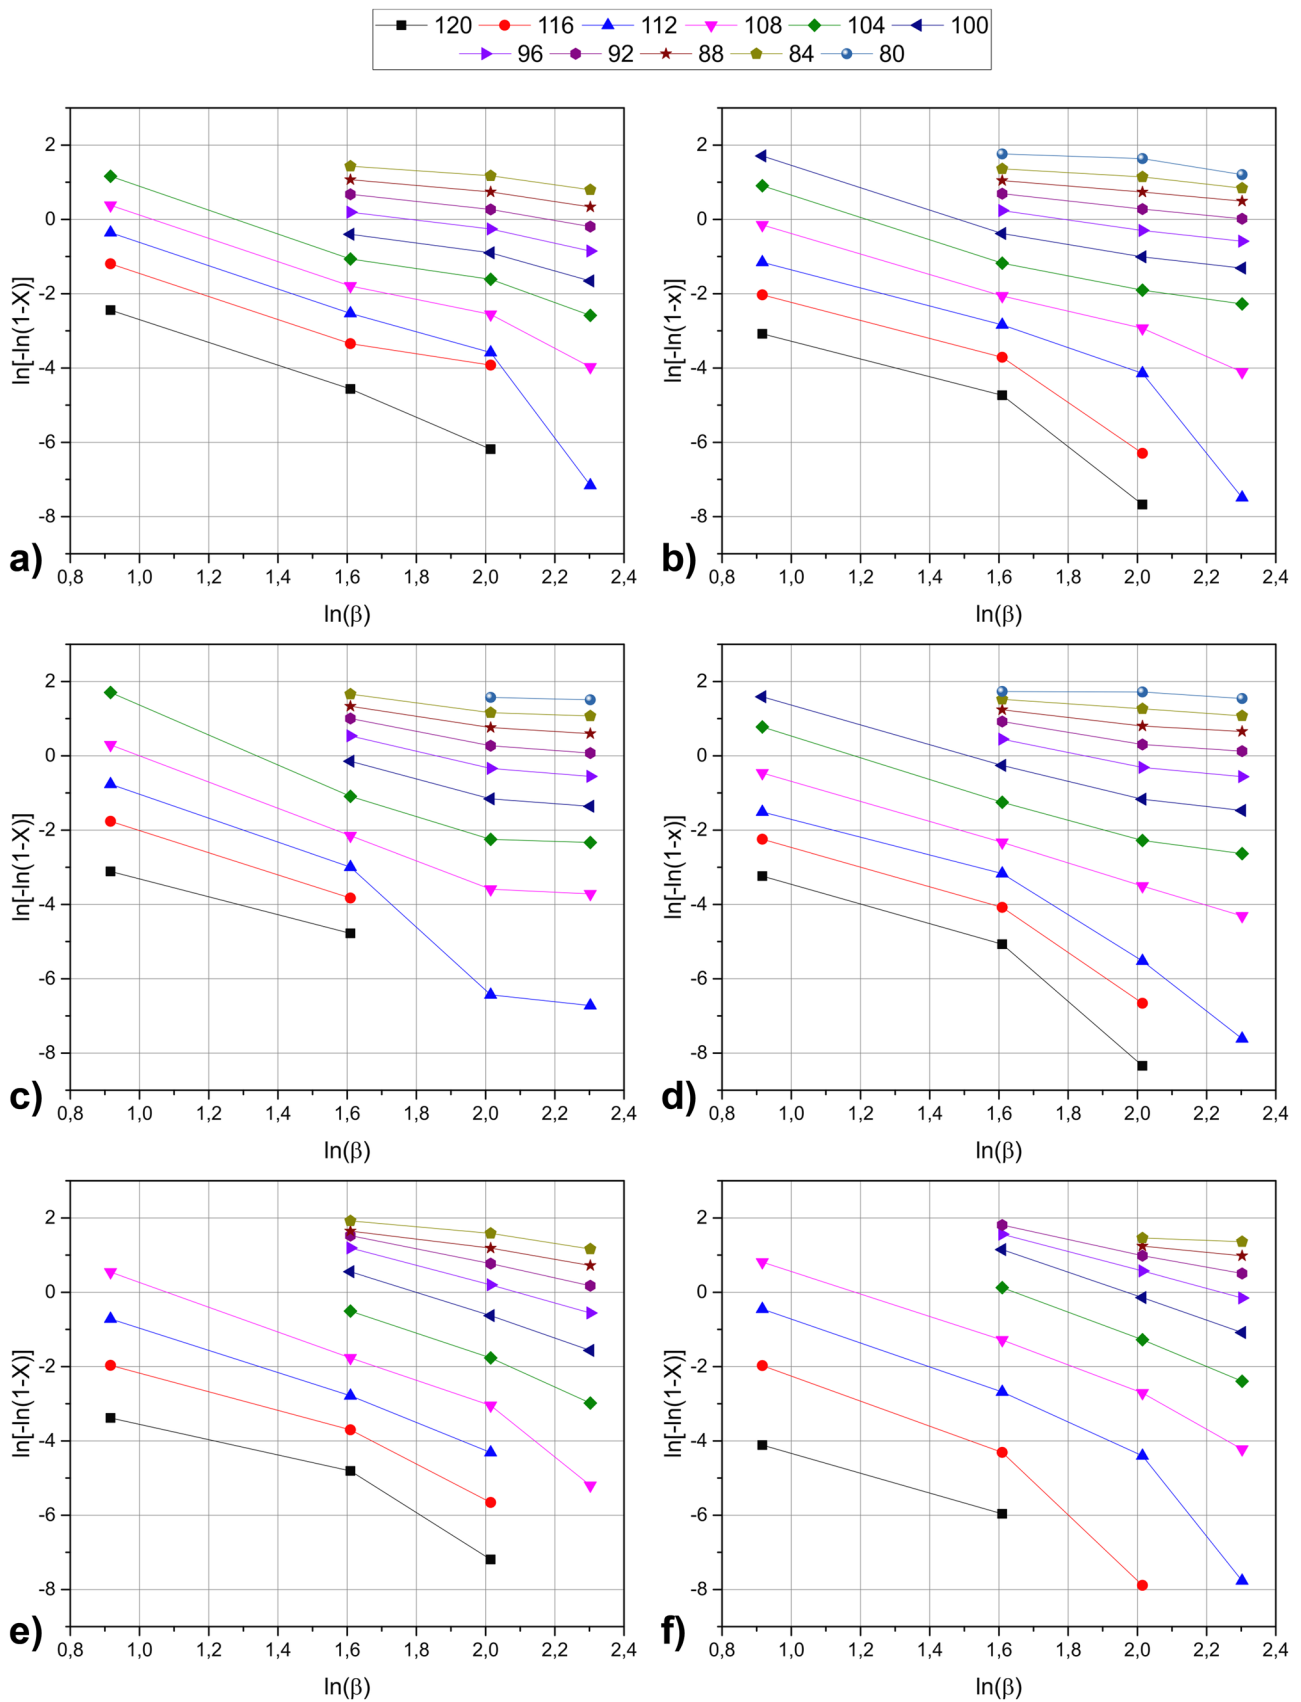 120 116 112 108 104 100
96 92 88 84 80
2
0
-2
-4
-6
-8
ln[-ln(1-X)]
a)
0,8 1,0 1,2 1,4 1,6 1,8 2,0 2,2 2,4
ln(β)
2
0
-2
-4
-6
-8
ln[-ln(1-x)]
b)
0,8 1,0 1,2 1,4 1,6 1,8 2,0 2,2 2,4
ln(β)
2
0
-2
-4
-6
-8
ln[-ln(1-X)]
c)
0,8 1,0 1,2 1,4 1,6 1,8 2,0 2,2 2,4
ln(β)
2
0
-2
-4
-6
-8
ln[-ln(1-x)]
d)
0,8 1,0 1,2 1,4 1,6 1,8 2,0 2,2 2,4
ln(β)
2
0
-2
-4
-6
-8
ln[-ln(1-X)]
e)
0,8 1,0 1,2 1,4 1,6 1,8 2,0 2,2 2,4
ln(β)
2
0
-2
-4
-6
-8
ln[-ln(1-X)]
f)
0,8 1,0 1,2 1,4 1,6 1,8 2,0 2,2 2,4
ln(β)